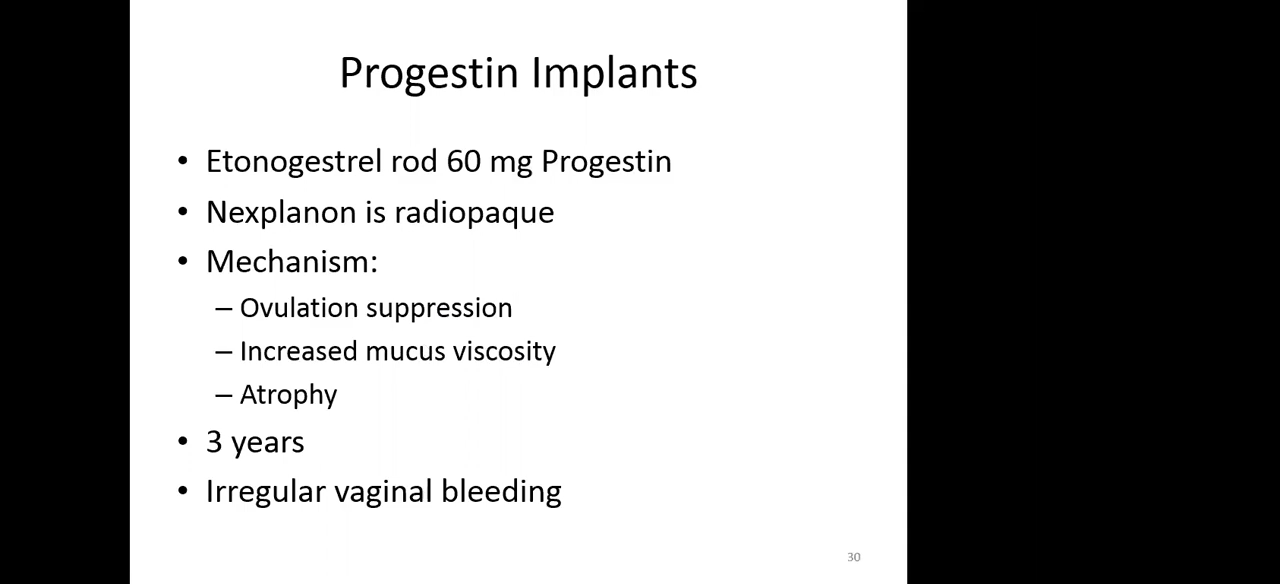 Progestin Implants
• Etonogestrel rod 60 mg Progestin
• Nexplanon is radiopaque
• Mechanism:
– Ovulation suppression
– Increased mucus viscosity
– Atrophy
• 3 years
• Irregular vaginal bleeding
30